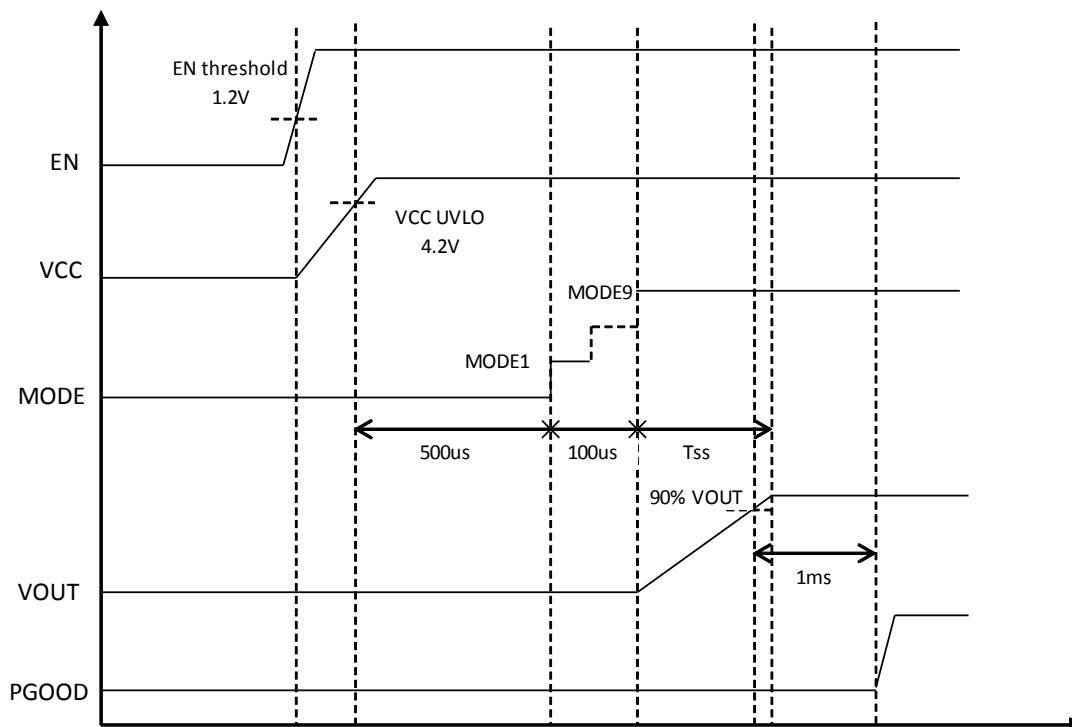 EN threshold
1.2V
EN
VCC UVLO
4.2V
VCC
MODE9
MODE1
MODE
500us
100us
Tss
90% VOUT
1ms
VOUT
PGOOD